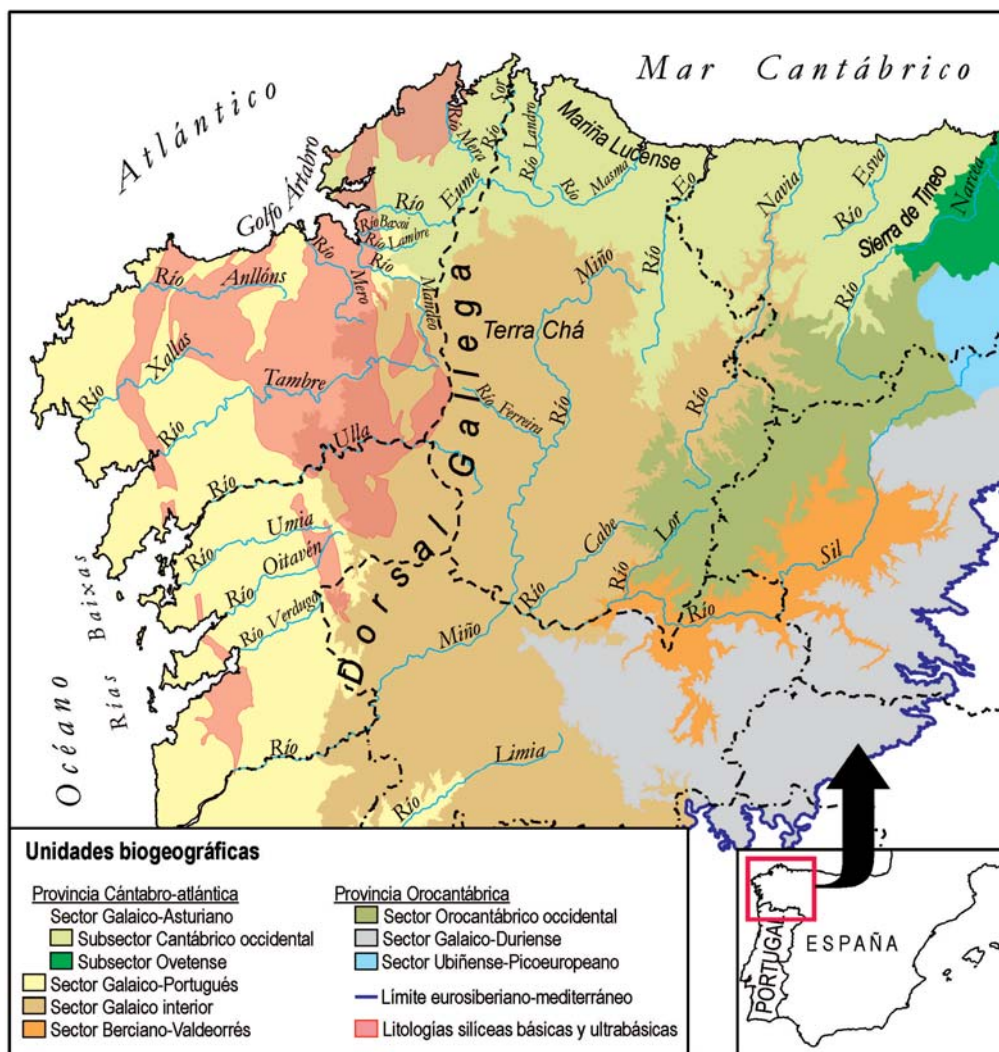 Mar Cantábrico
Atlántico
Golfo Ártabro
Río Sor
Río Mera
Río Landro
Mariña Lucense
Río Masma
Río Eume
Río Baxoi
Río Lambre
Río Mandeo
Río Mero
Río Anllóns
Río Xallas
Río Tambre
Río Ulla
Río Umia
Río Oitavén
Río Verdugo
Río Miño
Río Ferreira
Terra Chá
Río Eo
Río Navia
Río Esva
Sierra de Tineo
Río Narcea
Dorsal Gallega
Río Cabe
Río Lor
Río Sil
Río Miño
Río Limia
Océano
Rías Baixas
Unidades biogeográficas
Provincia Cántabro-atlántica
Sector Galaico-Asturiano
Subsector Cantábrico occidental
Subsector Ovetense
Sector Galaico-Portugués
Sector Galaico interior
Sector Berciano-Valdeorrés
Provincia Orocantábrica
Sector Orocantábrico occidental
Sector Galaico-Duriense
Sector Ubiñense-Picoeuropeano
Límite eurosiberiano-mediterráneo
Litologías silíceas básicas y ultrabásicas
PORTUGAL
ESPAÑA